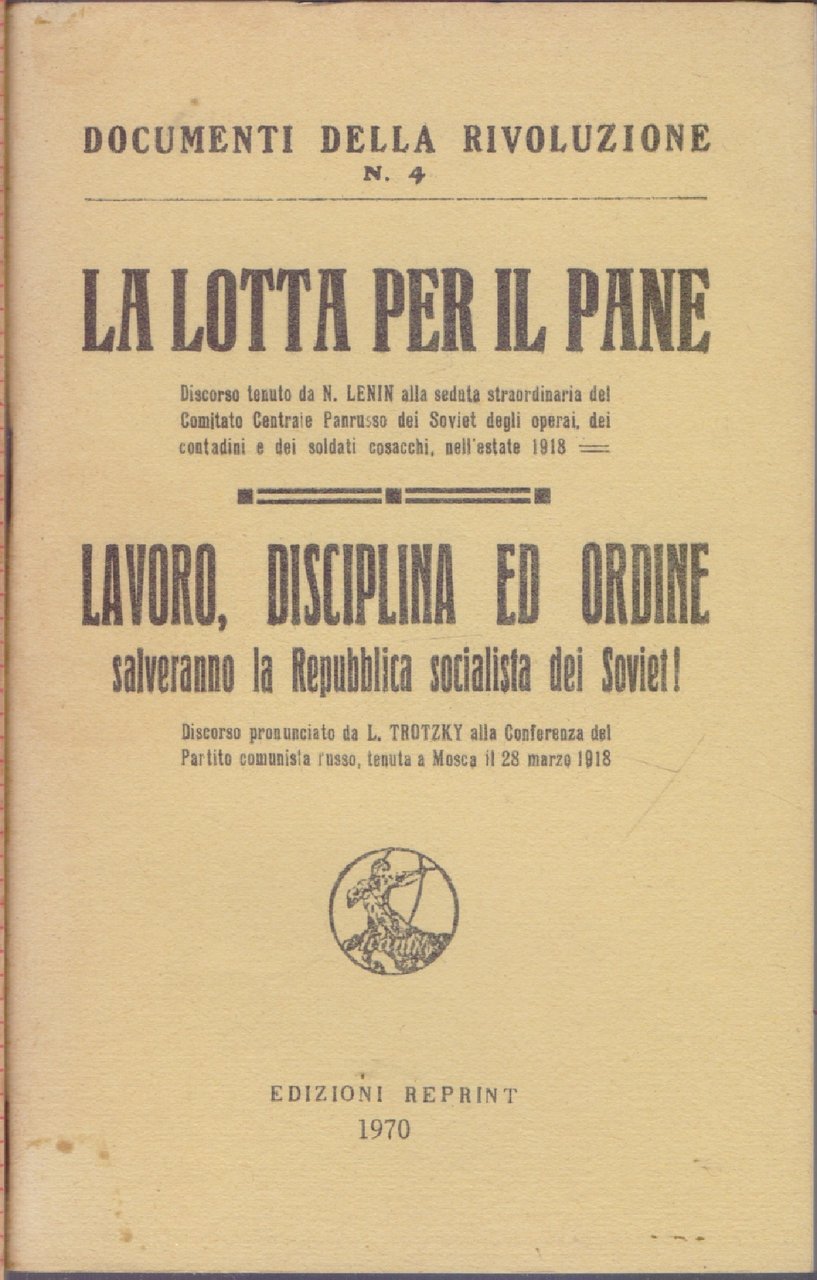 DOCUMENTI DELLA RIVOLUZIONE
N. 4
LA LOTTA PER IL PANE
Discorso tenuto da N. LENIN alla seduta straordinaria del
Comitato Centrale Panrusso dei Soviet degli operai, dei
contadini e dei soldati cosacchi, nell'estate 1918
LAVORO, DISCIPLINA ED ORDINE
salveranno la Repubblica socialista dei Soviet!
Discorso pronunciato da L. TROTZKY alla Conferenza del
Partito comunista russo, tenuta a Mosca il 28 marzo 1918
EDIZIONI REPRINT
1970